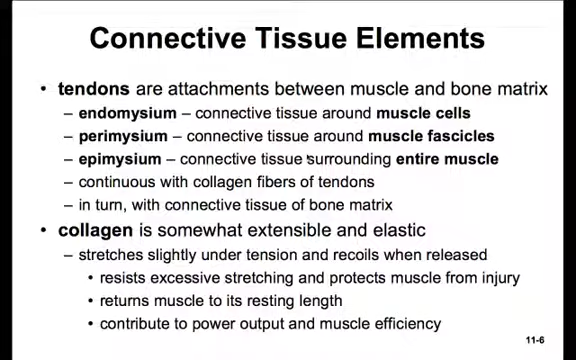 Connective Tissue Elements
• tendons are attachments between muscle and bone matrix
– endomysium – connective tissue around muscle cells
– perimysium – connective tissue around muscle fascicles
– epimysium – connective tissue surrounding entire muscle
– continuous with collagen fibers of tendons
– in turn, with connective tissue of bone matrix
• collagen is somewhat extensible and elastic
– stretches slightly under tension and recoils when released
• resists excessive stretching and protects muscle from injury
• returns muscle to its resting length
• contribute to power output and muscle efficiency
11-6